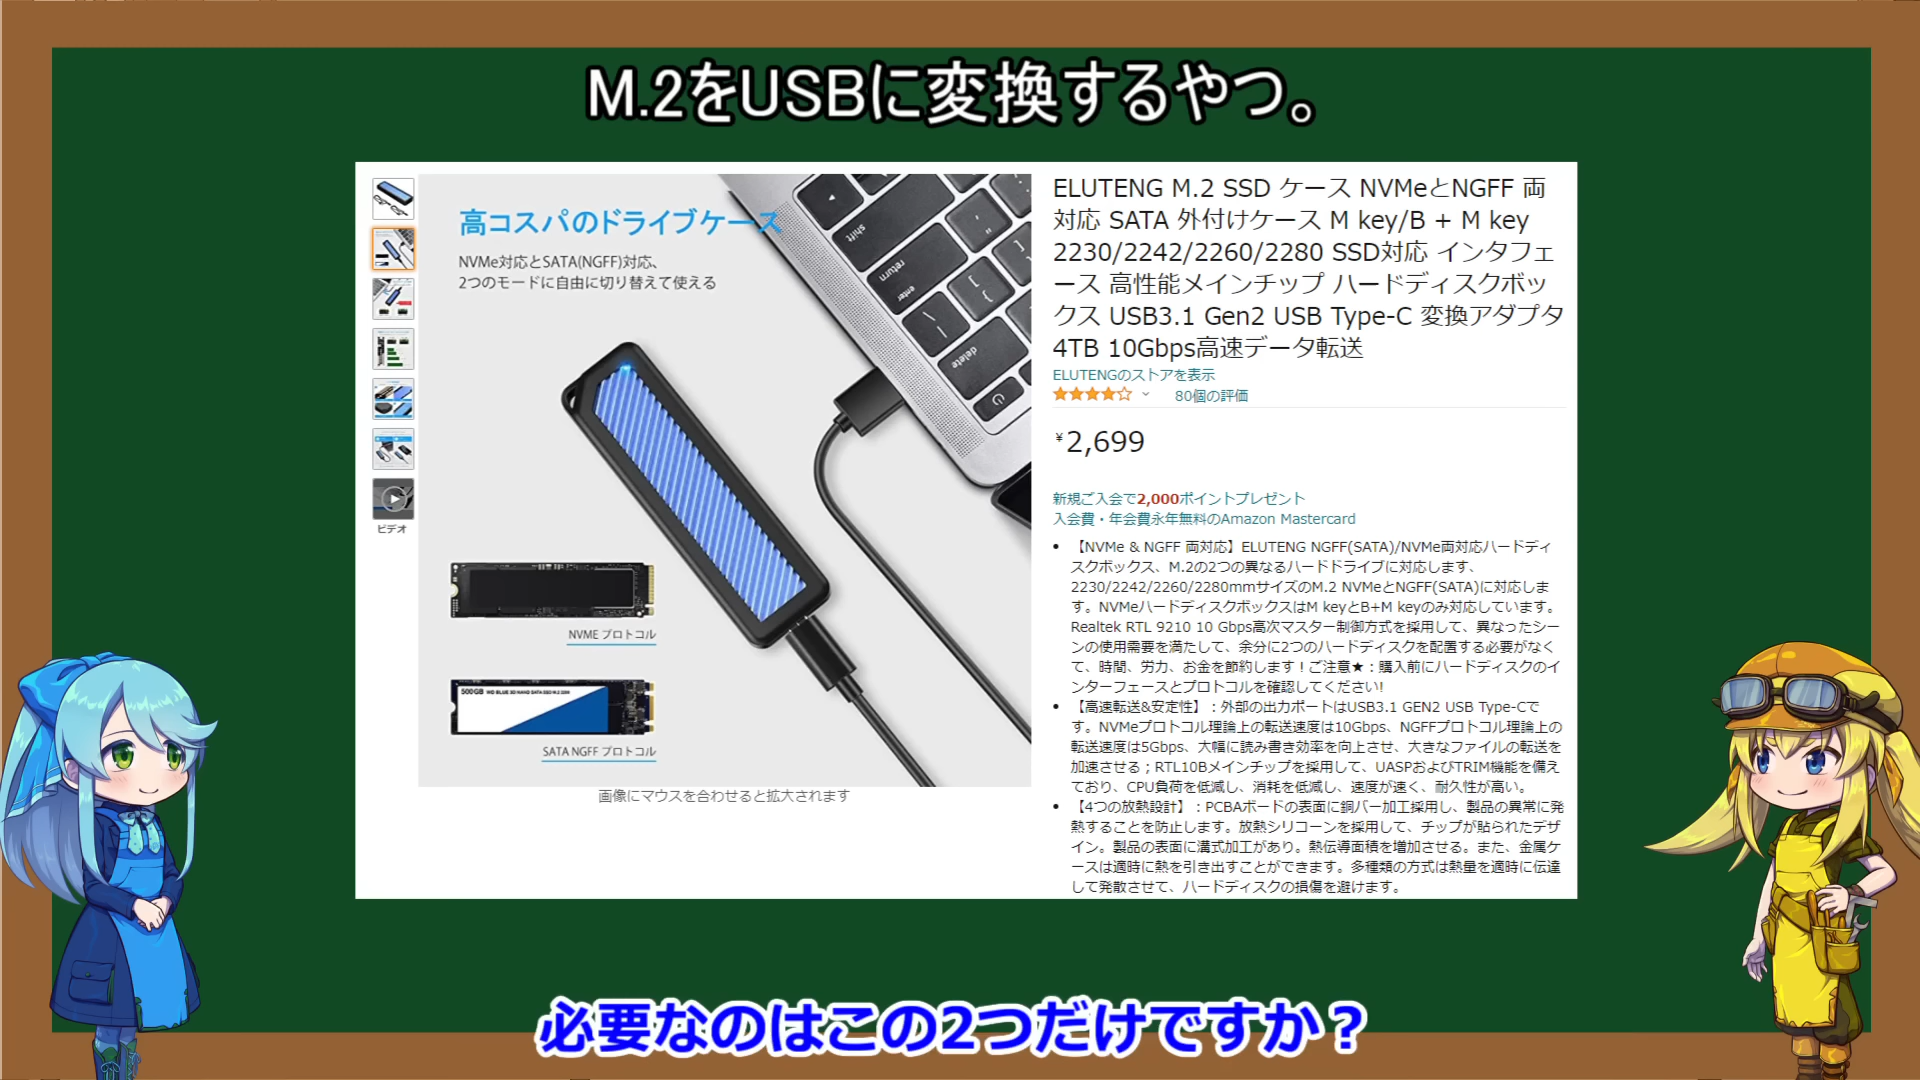 M.2をUSBに変換するやつ。
高コスパのドライブケース
NVMe対応とSATA(NGFF)対応、
2つのモードに自由に切り替えて使える
shift
return
enter
delete
NVME プロトコル
500GB WD BLUE 3D NAND SATA SSD M.2 2280
SATA NGFF プロトコル
ビデオ
画像にマウスを合わせると拡大されます
ELUTENG M.2 SSD ケース NVMeとNGFF 両
対応 SATA 外付けケース M key/B + M key
2230/2242/2260/2280 SSD対応 インタフェ
ース 高性能メインチップ ハードディスクボッ
クス USB3.1 Gen2 USB Type-C 変換アダプタ
4TB 10Gbps高速データ転送
ELUTENGのストアを表示
80個の評価
¥2,699
新規ご入会で2,000ポイントプレゼント
入会費・年会費永年無料のAmazon Mastercard
• 【NVMe & NGFF 両対応】ELUTENG NGFF(SATA)/NVMe両対応ハードディ
スクボックス、M.2の2つの異なるハードドライブに対応します、
2230/2242/2260/2280mmサイズのM.2 NVMeとNGFF(SATA)に対応しま
す。NVMeハードディスクボックスはM keyとB+M keyのみ対応しています。
Realtek RTL 9210 10 Gbps高次マスター制御方式を採用して、異なったシー
ンの使用需要を満たして、余分に2つのハードディスクを配置する必要がなく
て、時間、労力、お金を節約します！ご注意★：購入前にハードディスクのイ
ンターフェースとプロトコルを確認してください!
• 【高速転送&安定性】：外部の出力ポートはUSB3.1 GEN2 USB Type-Cで
す。NVMeプロトコル理論上の転送速度は10Gbps、NGFFプロトコル理論上の
転送速度は5Gbps、大幅に読み書き効率を向上させ、大きなファイルの転送を
加速させる；RTL10Bメインチップを採用して、UASPおよびTRIM機能を備え
ており、CPU負荷を低減し、消耗を低減し、速度が速く、耐久性が高い。
• 【4つの放熱設計】：PCBAボードの表面に銅バー加工採用し、製品の異常に発
熱することを防止します。放熱シリコーンを採用して、チップが貼られたデザ
イン。製品の表面に溝式加工があり。熱伝導面積を増加させる。また、金属ケ
ースは適時に熱を引き出すことができます。多種類の方式は熱量を適時に伝達
して発散させて、ハードディスクの損傷を避けます。
必要なのはこの2つだけですか？